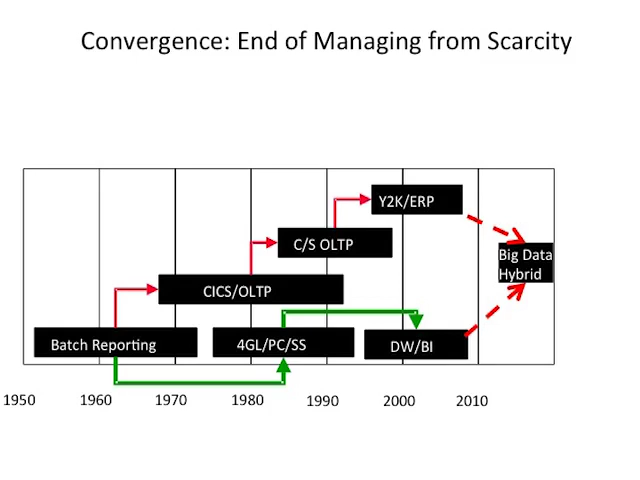 Convergence: End of Managing from Scarcity
Y2K/ERP
C/S OLTP
Big Data
Hybrid
CICS/OLTP
Batch Reporting
4GL/PC/SS
DW/BI
1950 1960 1970 1980 1990 2000 2010